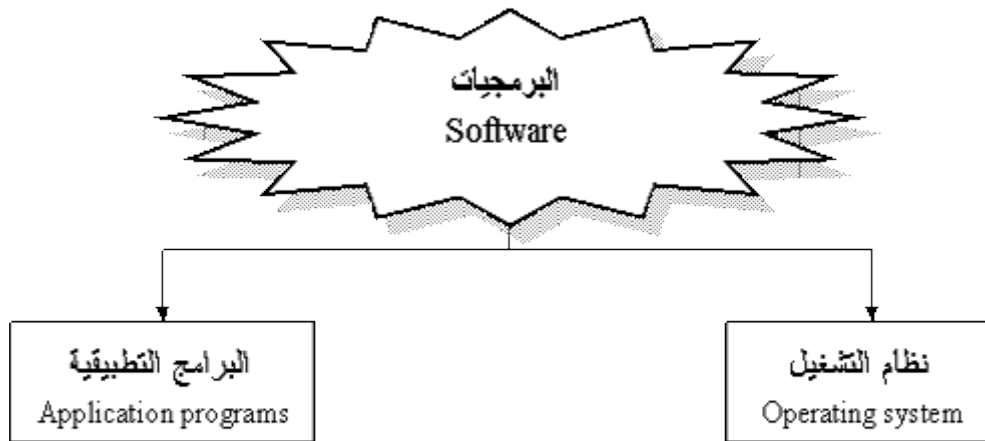 البرمجيات
Software
نظام التشغيل
Operating system
البرامج التطبيقية
Application programs